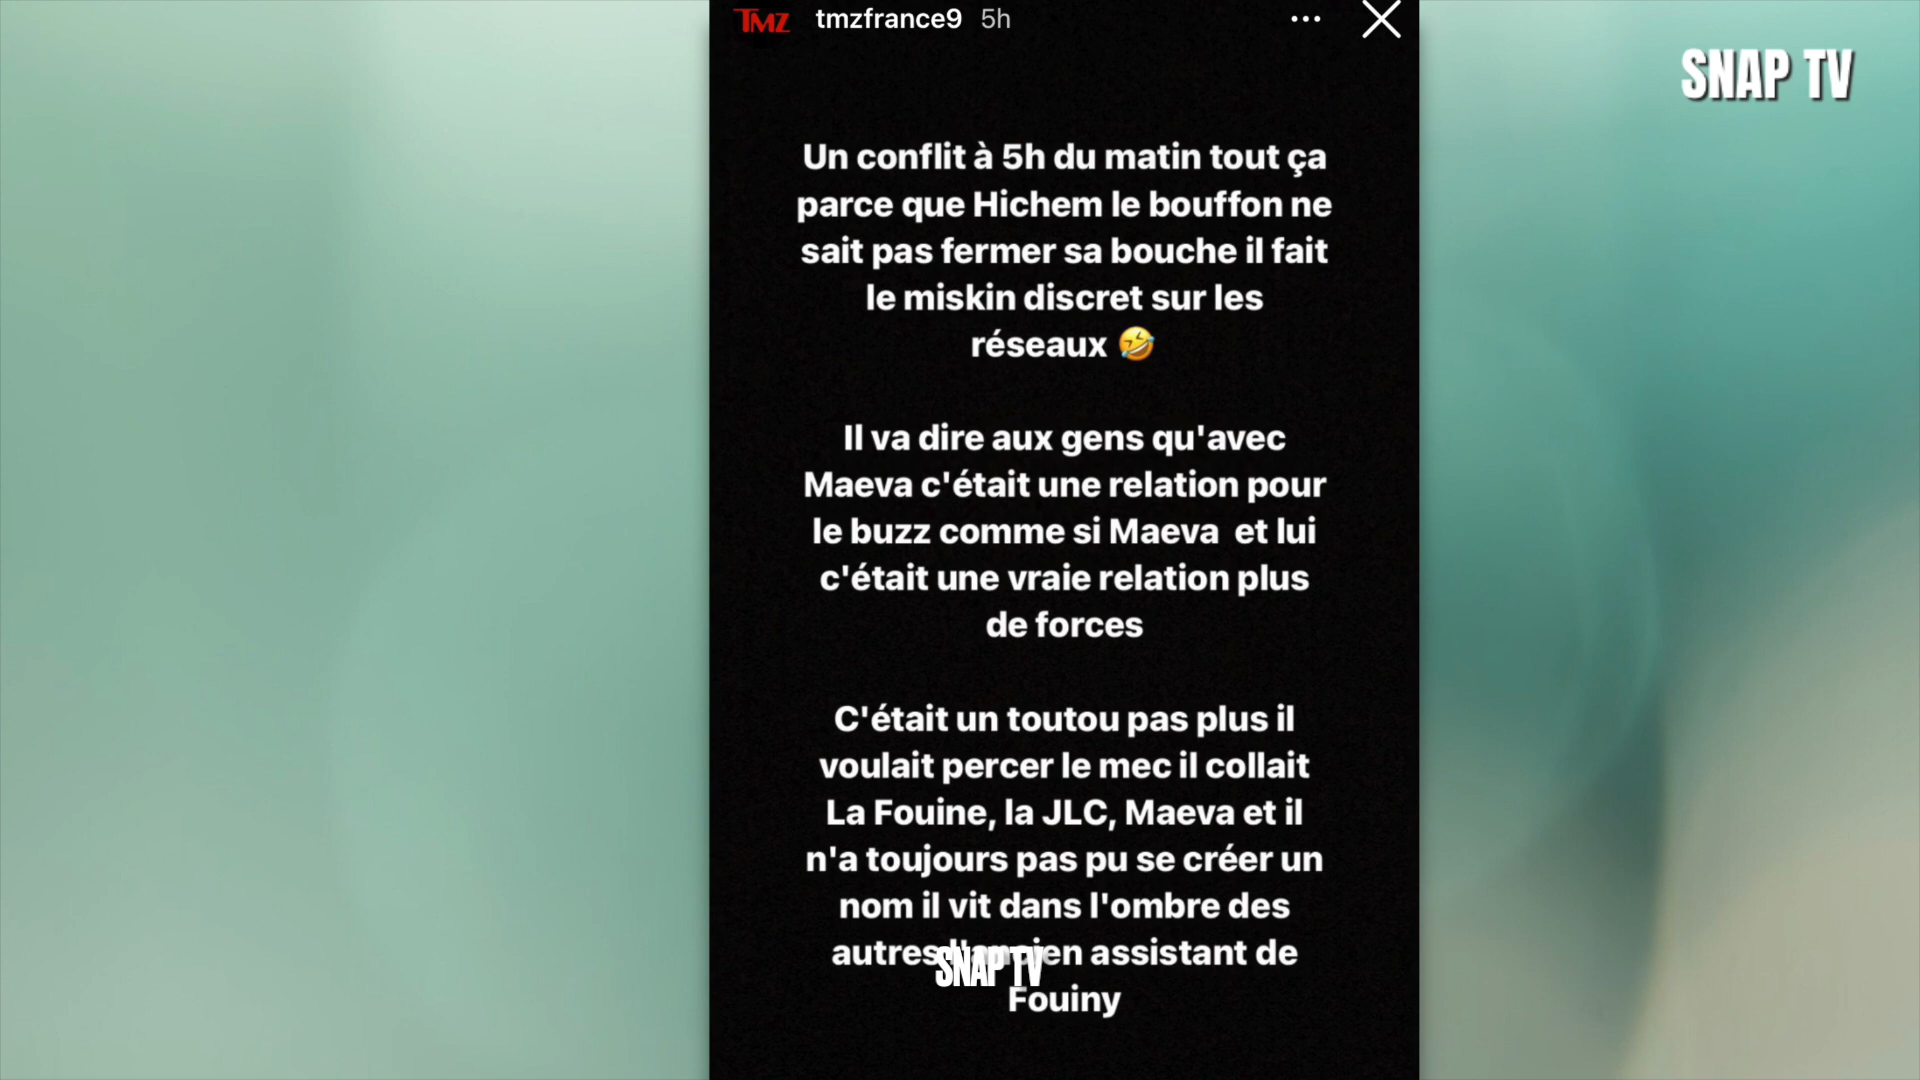 TMZ tmzfrance9 5h
SNAP TV
Un conflit à 5h du matin tout ça
parce que Hichem le bouffon ne
sait pas fermer sa bouche il fait
le miskin discret sur les
réseaux 🤣
Il va dire aux gens qu'avec
Maeva c'était une relation pour
le buzz comme si Maeva et lui
c'était une vraie relation plus
de forces
C'était un toutou pas plus il
voulait percer le mec il collait
La Fouine, la JLC, Maeva et il
n'a toujours pas pu se créer un
nom il vit dans l'ombre des
autres l'ancien assistant de
SNAP TV
Fouiny